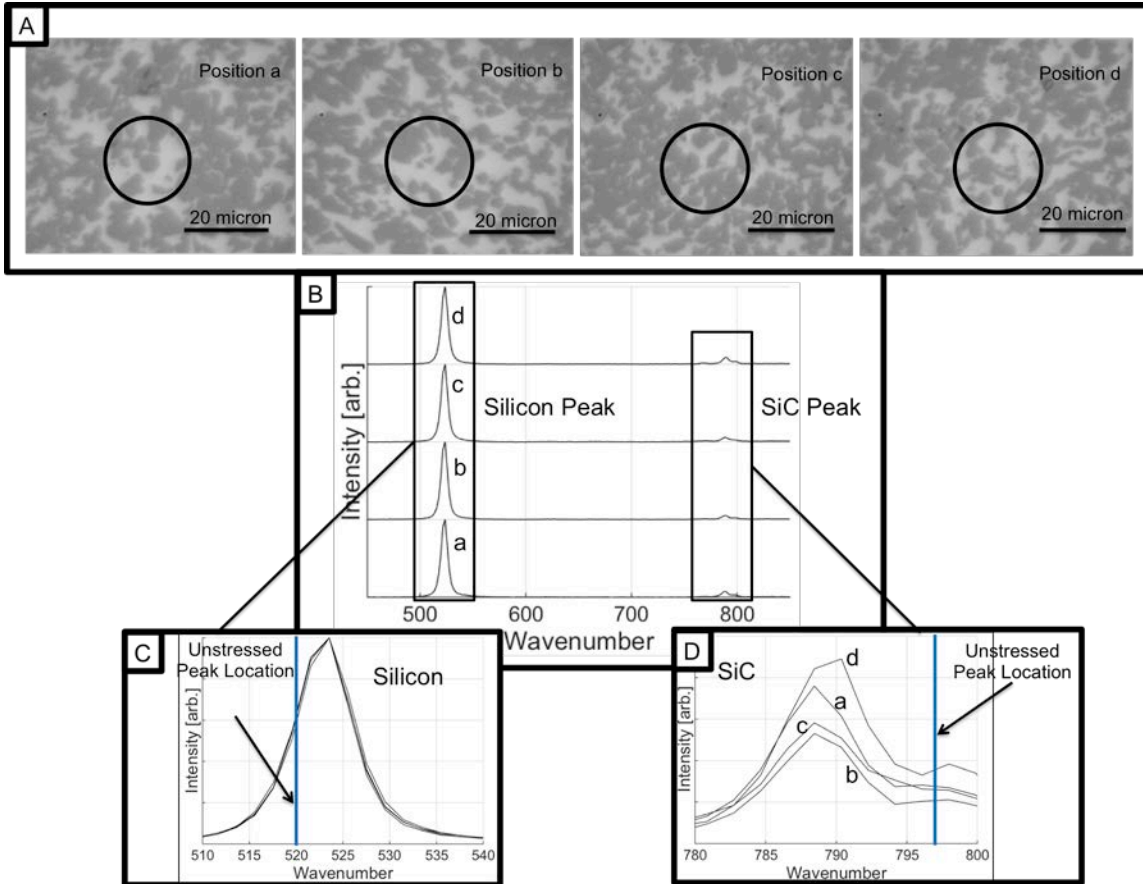 A
Position a
20 micron
Position b
20 micron
Position c
20 micron
Position d
20 micron
B
Intensity [arb.]
d
c
b
a
Silicon Peak
SiC Peak
500 600 700 800
Wavenumber
C
Unstressed
Peak Location
Silicon
Intensity [arb.]
510 515 520 525 530 535 540
Wavenumber
D
SiC
Unstressed
Peak Location
Intensity [arb.]
d
a
c
b
780 785 790 795 800
Wavenumber